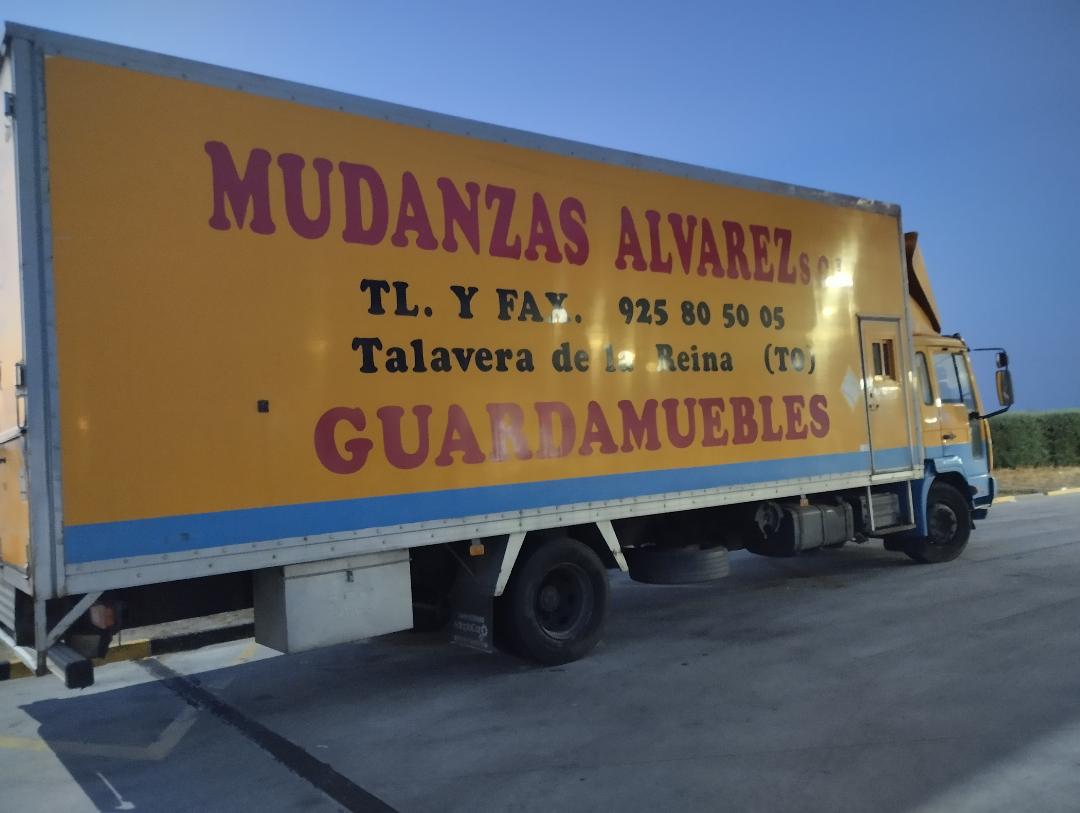 MUDANZAS ALVAREZ
TL. Y FAX. 925 80 50 05
Talavera de la Reina (TO)
GUARDAMUEBLES